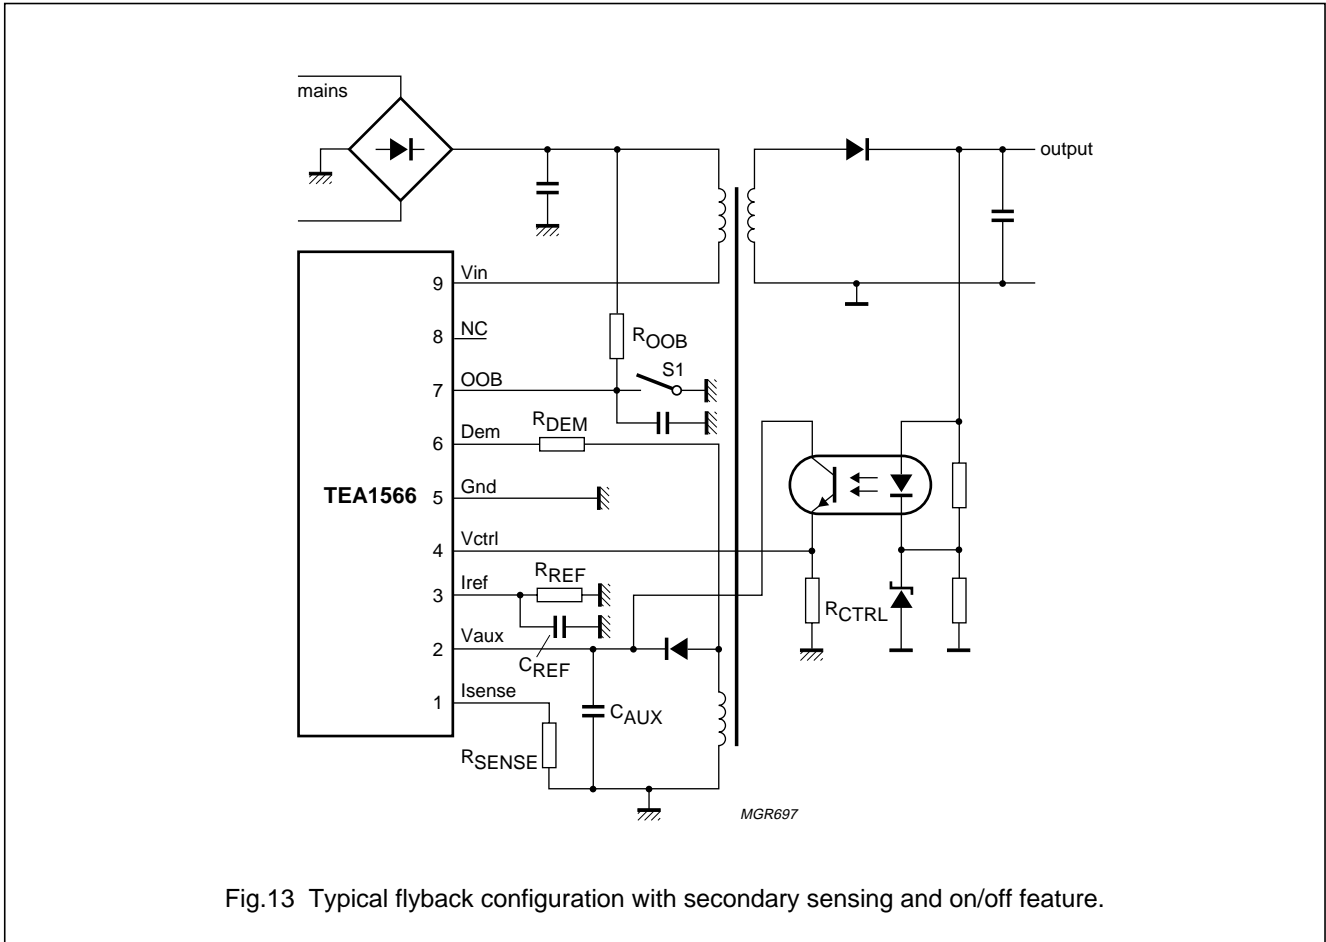 mains
output
9 Vin
8 NC
ROOB
S1
7 OOB
RDEM
6 Dem
TEA1566
5 Gnd
4 Vctrl
RREF
3 Iref
RCTRL
Vaux
2
CREF
Isense
1
CAUX
RSENSE
MGR697
Fig.13 Typical flyback configuration with secondary sensing and on/off feature.